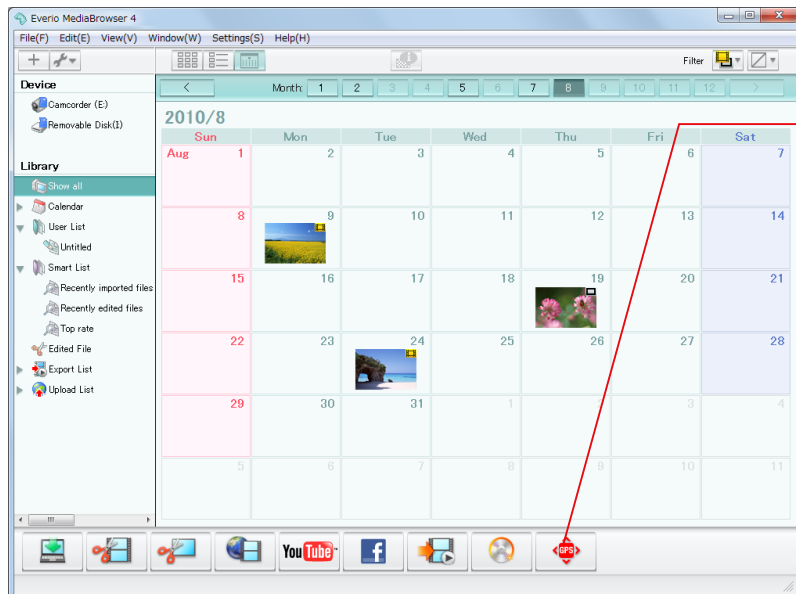 Everio MediaBrowser 4
File(F) Edit(E) View(V) Window(W) Settings(S) Help(H)
Filter
Device
Camcorder (E:)
Removable Disk(I)
Library
Show all
Calendar
User List
Untitled
Smart List
Recently imported files
Recently edited files
Top rate
Edited File
Export List
Upload List
< Month: 1 2 3 4 5 6 7 8 9 10 11 12 >
2010/8
Sun Mon Tue Wed Thu Fri Sat
Aug 1 2 3 4 5 6 7
8 9 10 11 12 13 14
15 16 17 18 19 20 21
22 23 24 25 26 27 28
29 30 31 1 2 3 4
5 6 7 8 9 10 11
YouTube f GPS